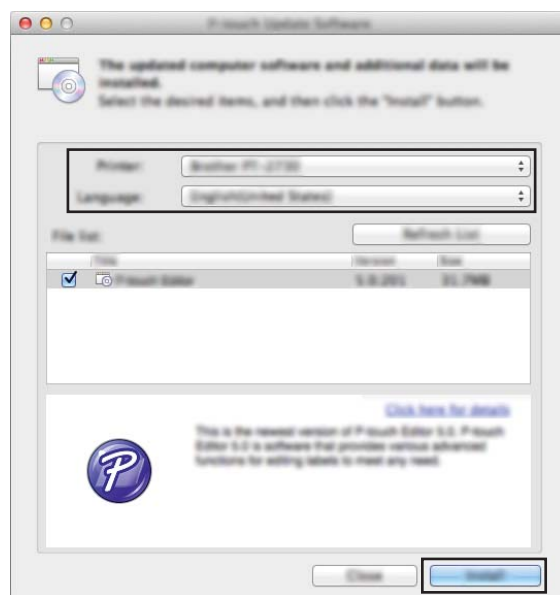 P-touch Update Software
The updated computer software and additional data will be
installed.
Select the desired items, and then click the "Install" button.
Printer: Brother PT-2730
Language: English(United States)
File list: Refresh List
Title Version Size
P-touch Editor 5.0.201 31.7MB
Click here for details
This is the newest version of P-touch Editor 5.0. P-touch
Editor 5.0 is software that provides various advanced
functions for editing labels to meet any need.
P
Close Install